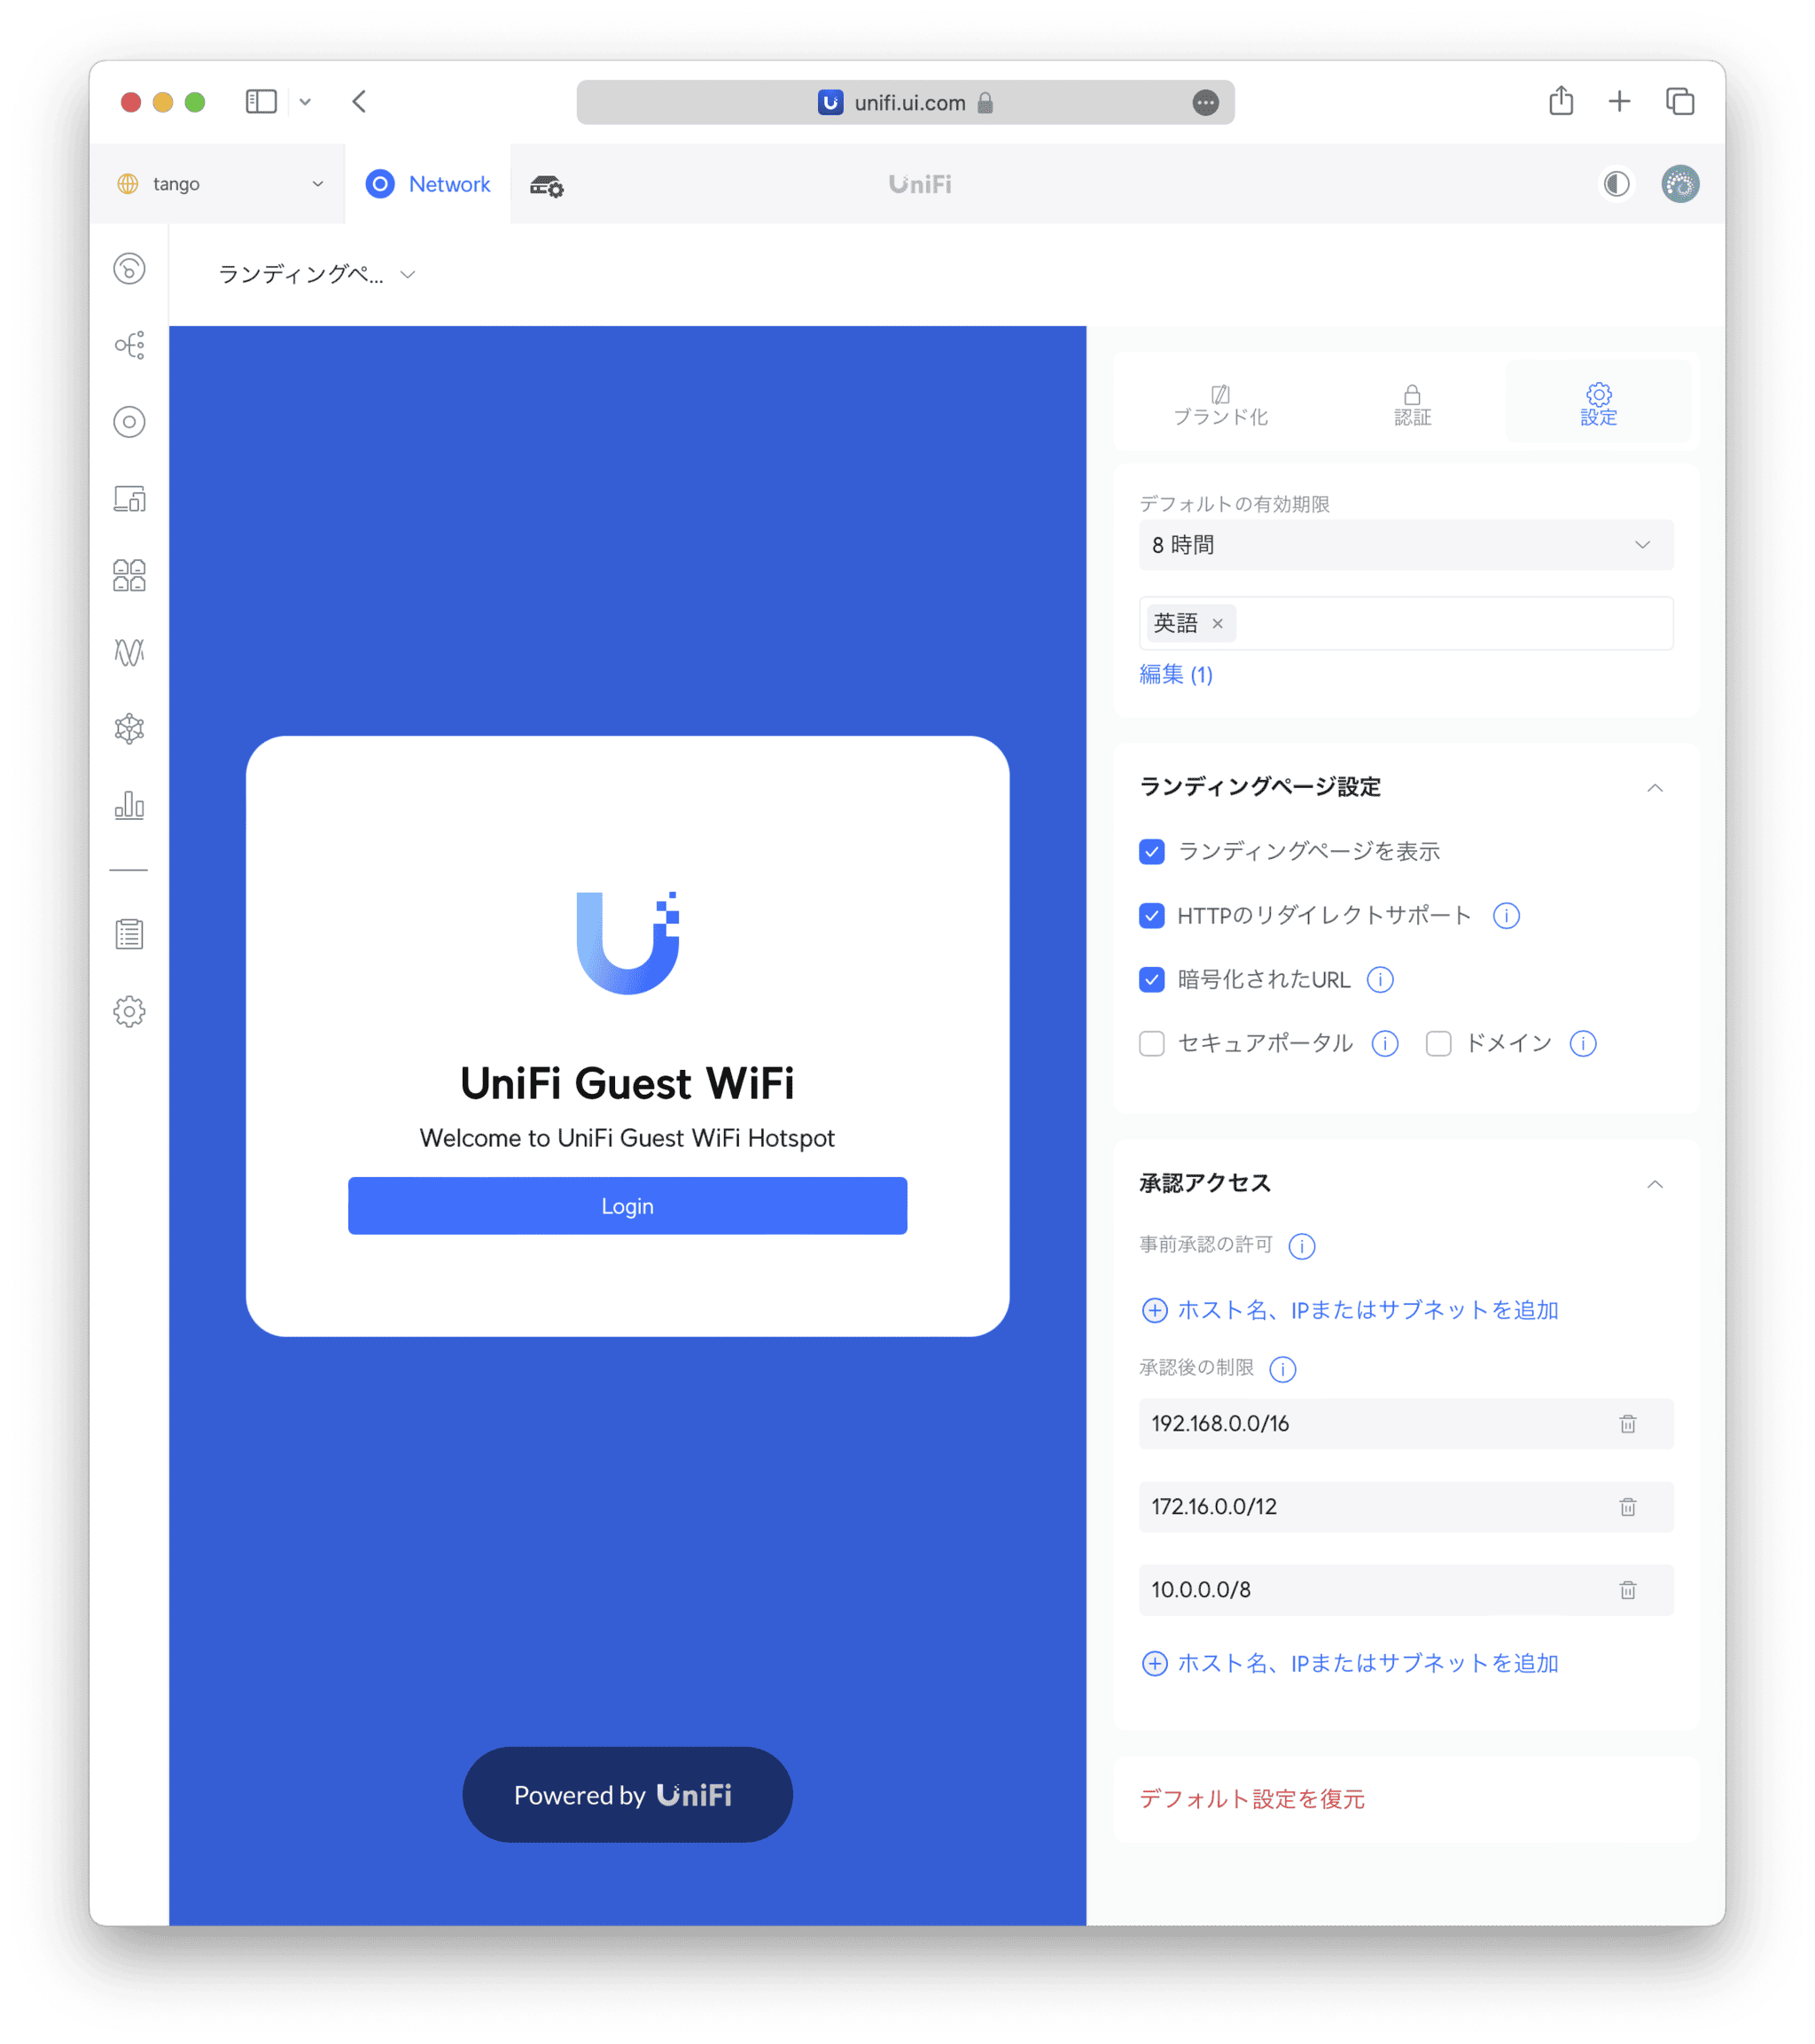 unifi.ui.com
tango
Network
UniFi
ランディングペ...
ブランド化
認証
設定
デフォルトの有効期限
8 時間
英語
編集 (1)
ランディングページ設定
ランディングページを表示
HTTPのリダイレクトサポート
暗号化されたURL
セキュアポータル ドメイン
承認アクセス
事前承認の許可
ホスト名、IPまたはサブネットを追加
承認後の制限
192.168.0.0/16
172.16.0.0/12
10.0.0.0/8
ホスト名、IPまたはサブネットを追加
デフォルト設定を復元
UniFi Guest WiFi
Welcome to UniFi Guest WiFi Hotspot
Login
Powered by UniFi